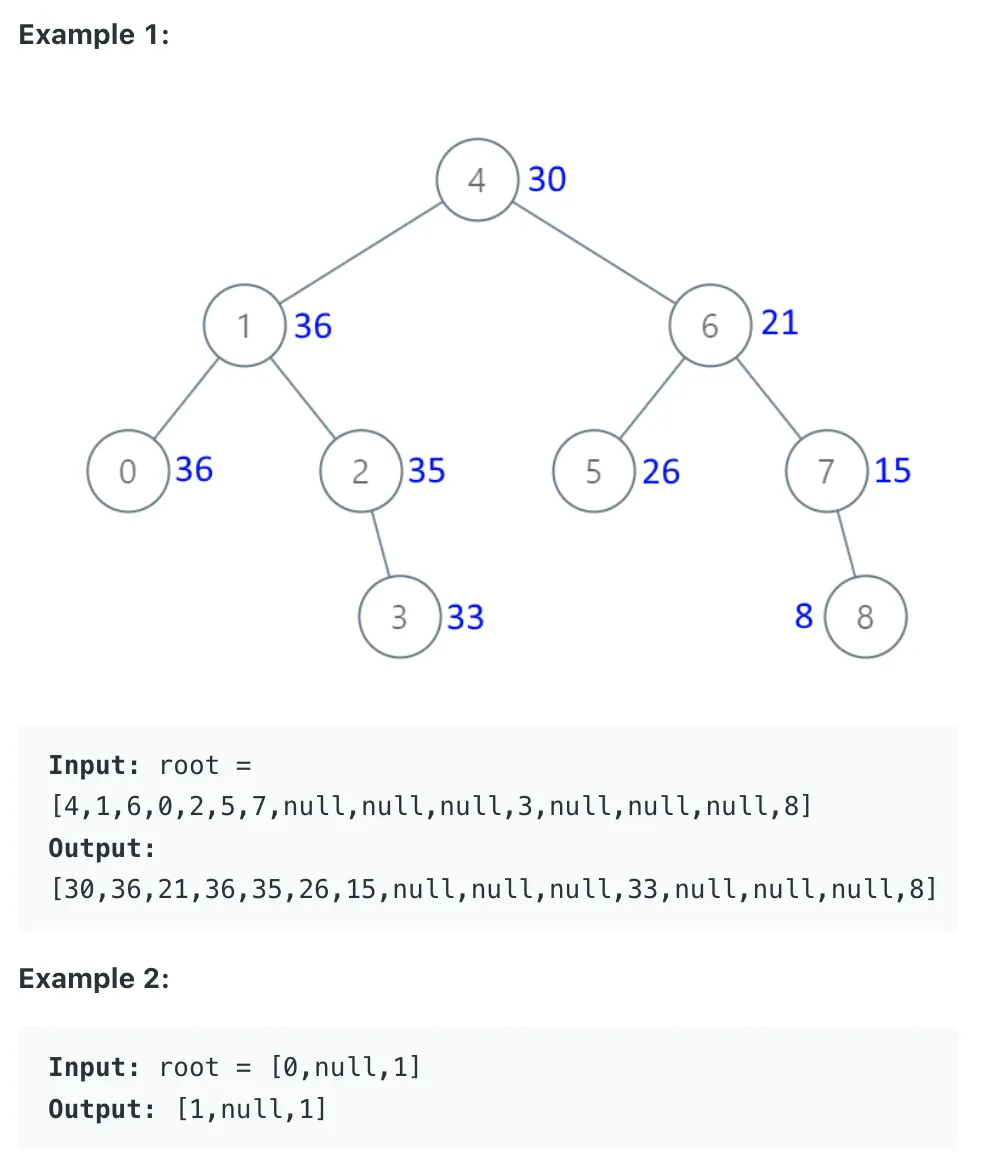 Example 1:
4 30
1 36 6 21
0 36 2 35 5 26 7 15
3 33 8 8
Input: root =
[4,1,6,0,2,5,7,null,null,null,3,null,null,null,8]
Output:
[30,36,21,36,35,26,15,null,null,null,33,null,null,null,8]
Example 2:
Input: root = [0,null,1]
Output: [1,null,1]